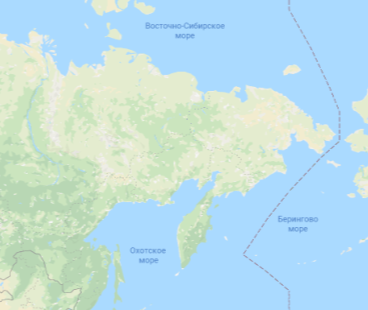 Восточно-Сибирское
море
Берингово
море
Охотское
море